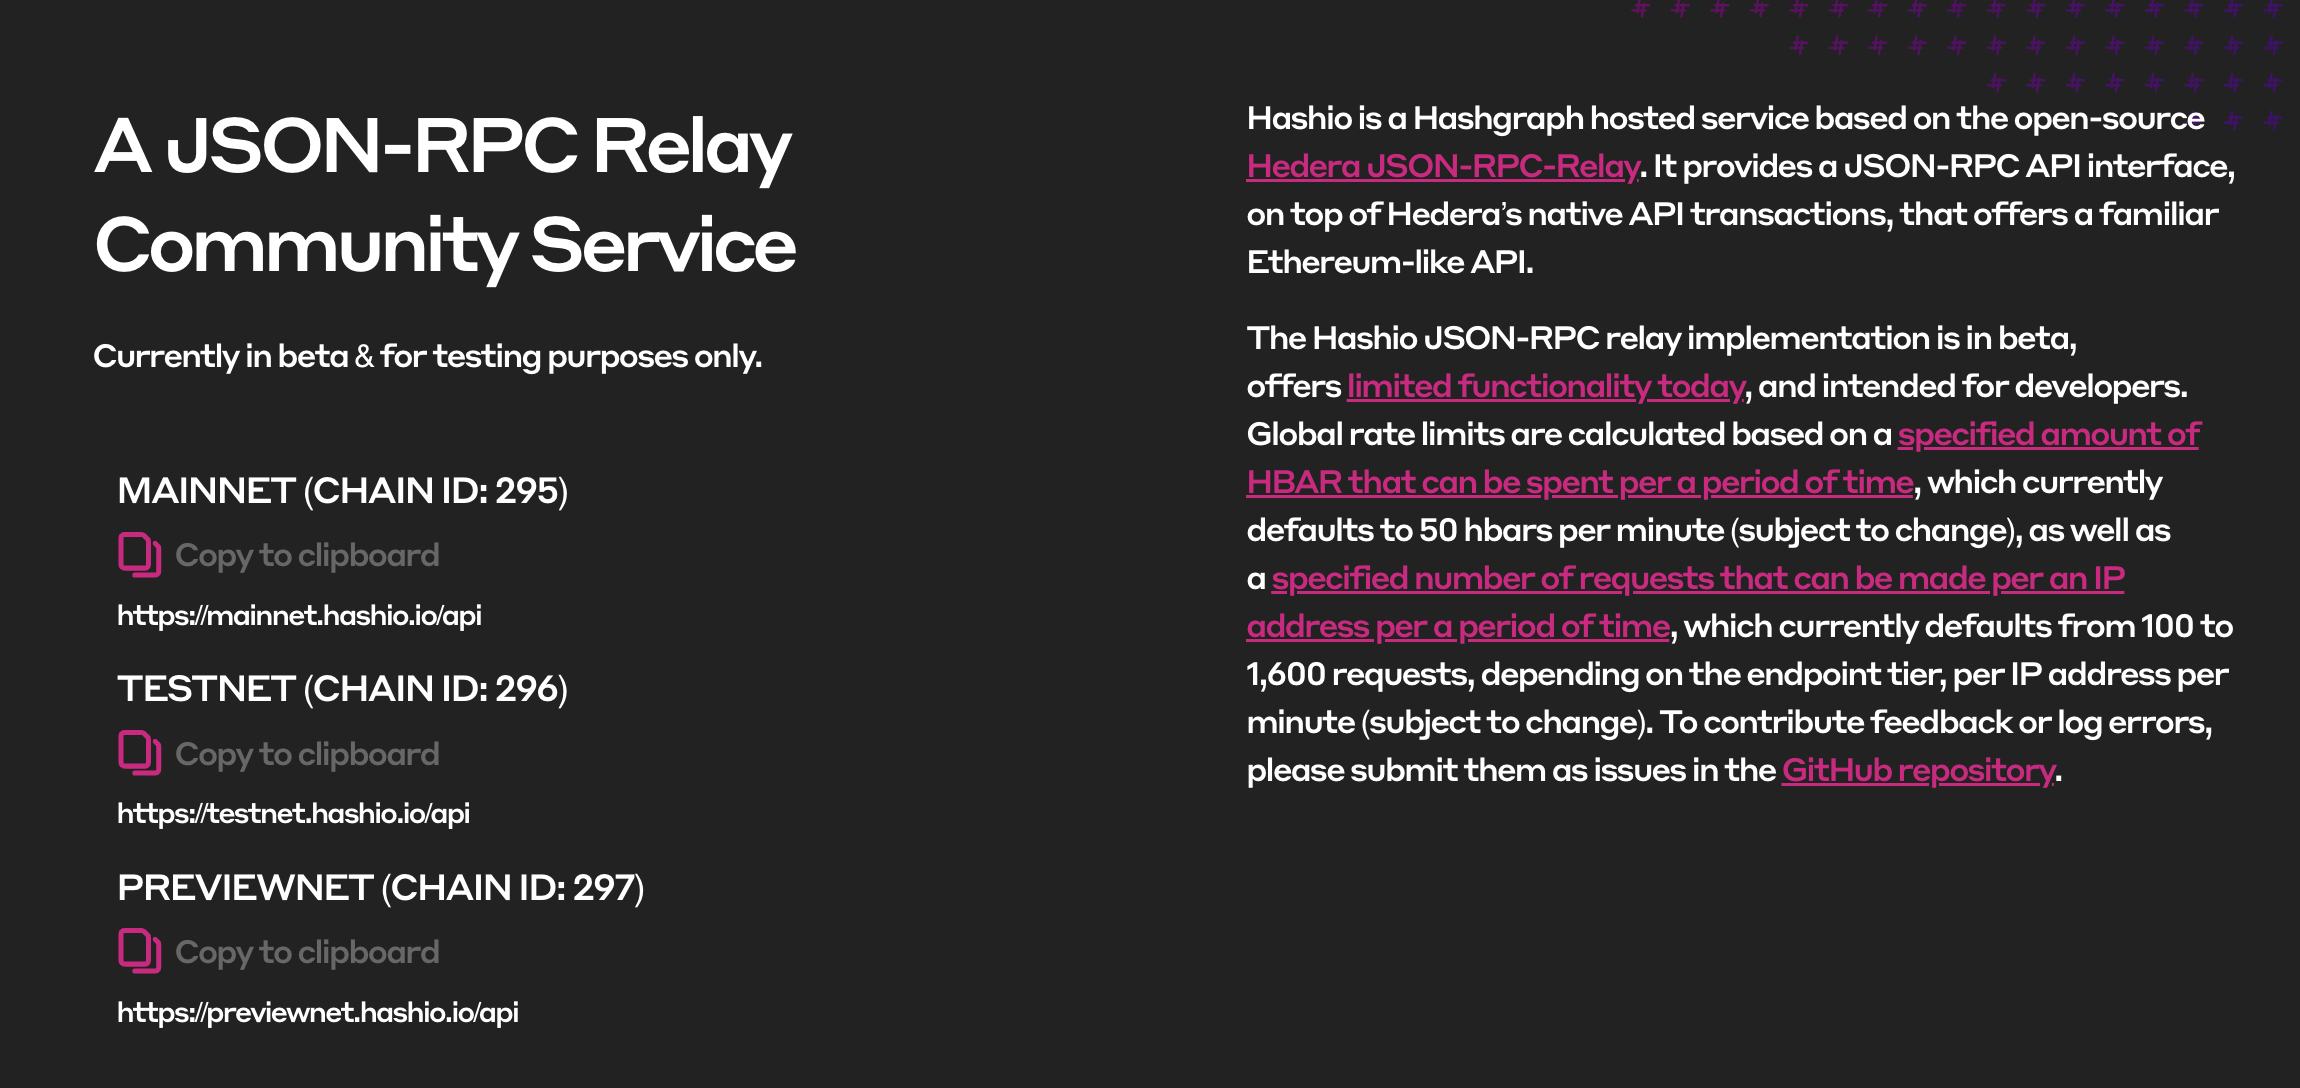 A JSON-RPC Relay
Community Service
Currently in beta & for testing purposes only.
MAINNET (CHAIN ID: 295)
Copy to clipboard
https://mainnet.hashio.io/api
TESTNET (CHAIN ID: 296)
Copy to clipboard
https://testnet.hashio.io/api
PREVIEWNET (CHAIN ID: 297)
Copy to clipboard
https://previewnet.hashio.io/api
Hashio is a Hashgraph hosted service based on the open-source
Hedera JSON-RPC-Relay. It provides a JSON-RPC API interface,
on top of Hedera’s native API transactions, that offers a familiar
Ethereum-like API.
The Hashio JSON-RPC relay implementation is in beta,
offers limited functionality today, and intended for developers.
Global rate limits are calculated based on a specified amount of
HBAR that can be spent per a period of time, which currently
defaults to 50 hbars per minute (subject to change), as well as
a specified number of requests that can be made per an IP
address per a period of time, which currently defaults from 100 to
1,600 requests, depending on the endpoint tier, per IP address per
minute (subject to change). To contribute feedback or log errors,
please submit them as issues in the GitHub repository.